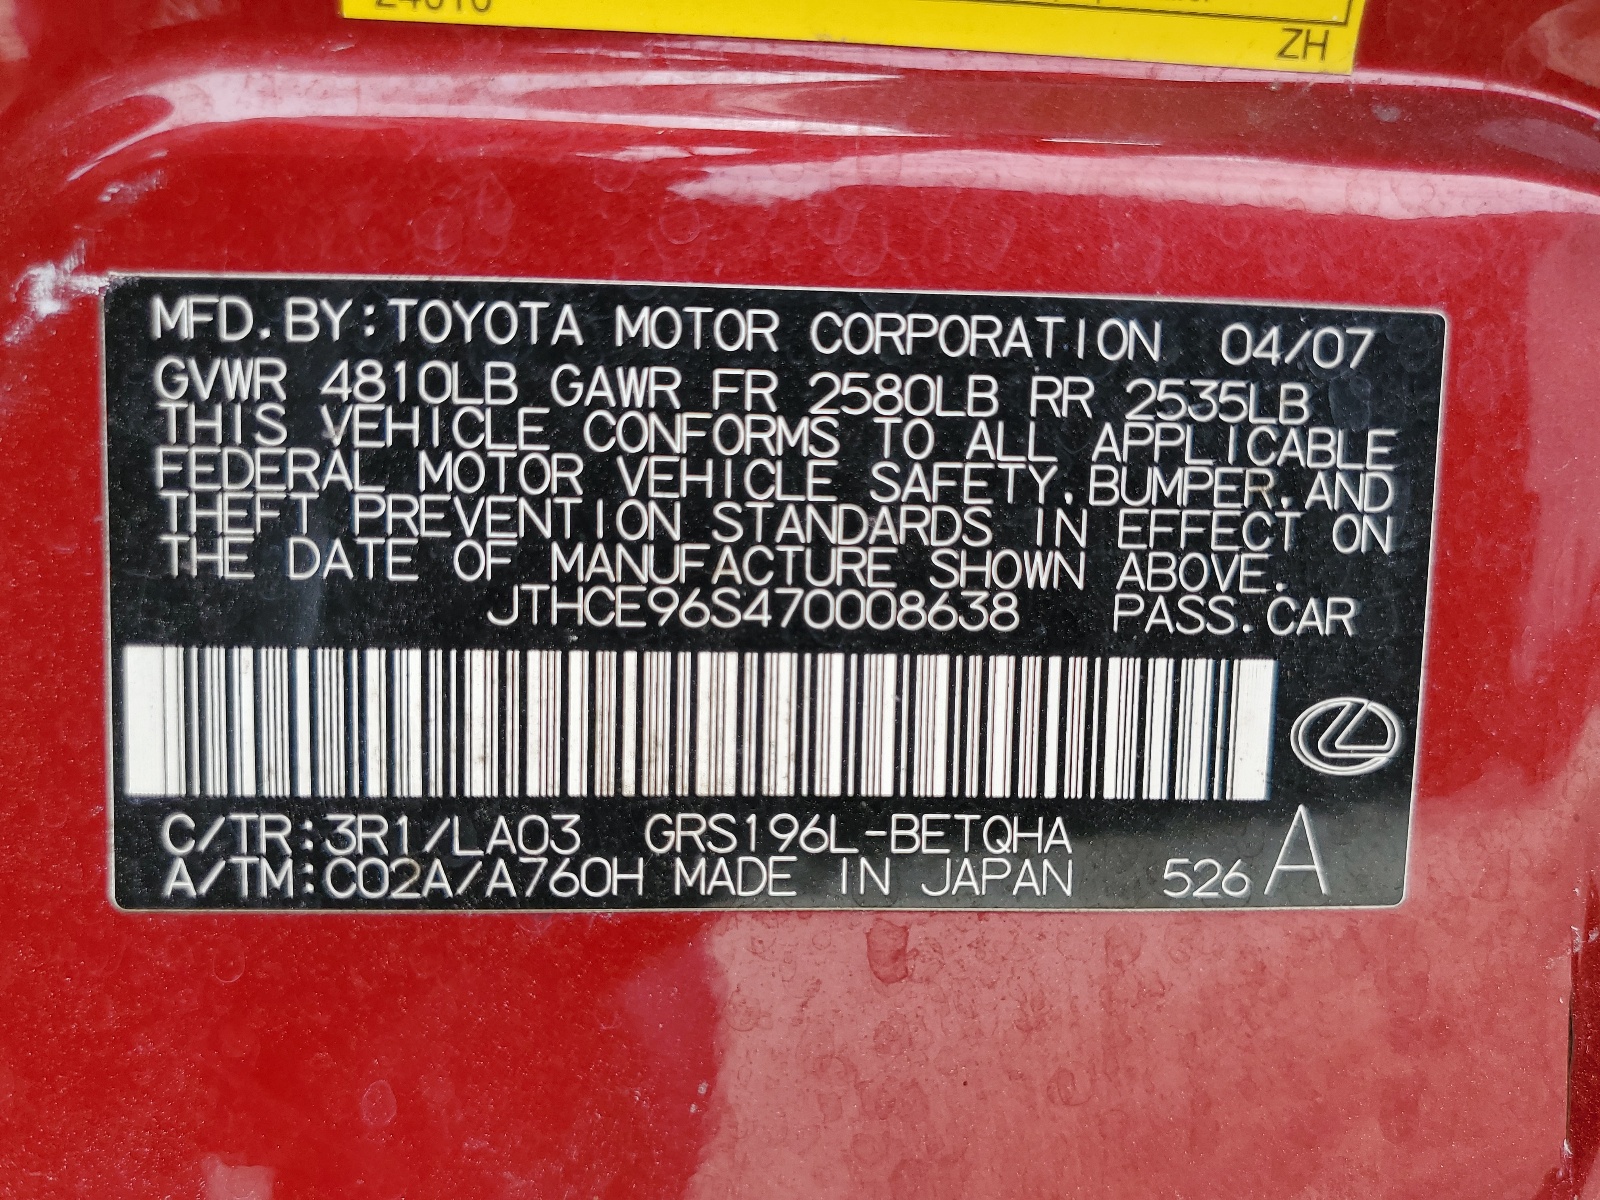 ZH
MFD.BY:TOYOTA MOTOR CORPORATION 04/07
GVWR 4810LB GAWR FR 2580LB RR 2535LB
THIS VEHICLE CONFORMS TO ALL APPLICABLE
FEDERAL MOTOR VEHICLE SAFETY,BUMPER,AND
THEFT PREVENTION STANDARDS IN EFFECT ON
THE DATE OF MANUFACTURE SHOWN ABOVE.
JTHCE96S470008638 PASS.CAR
C/TR:3R1/LA03 GRS196L-BETQHA
A/TM:C02A/A760H MADE IN JAPAN 526 A